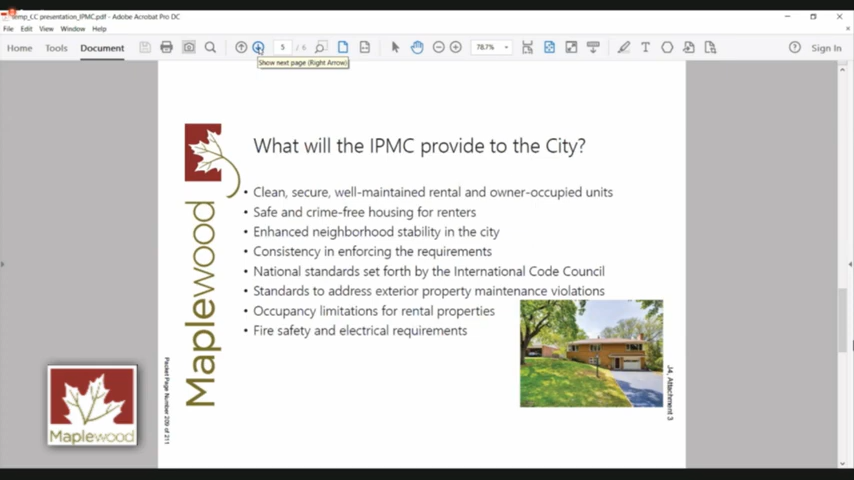 Temp_CC presentation_IPMC.pdf - Adobe Acrobat Pro DC
File Edit View Window Help
Home Tools Document
5 / 6
78.7%
Sign In
Show next page (Right Arrow)
What will the IPMC provide to the City?
• Clean, secure, well-maintained rental and owner-occupied units
• Safe and crime-free housing for renters
• Enhanced neighborhood stability in the city
• Consistency in enforcing the requirements
• National standards set forth by the International Code Council
• Standards to address exterior property maintenance violations
• Occupancy limitations for rental properties
• Fire safety and electrical requirements
Maplewood
Packet Page Number 209 of 211
J4, Attachment 3
Maplewood